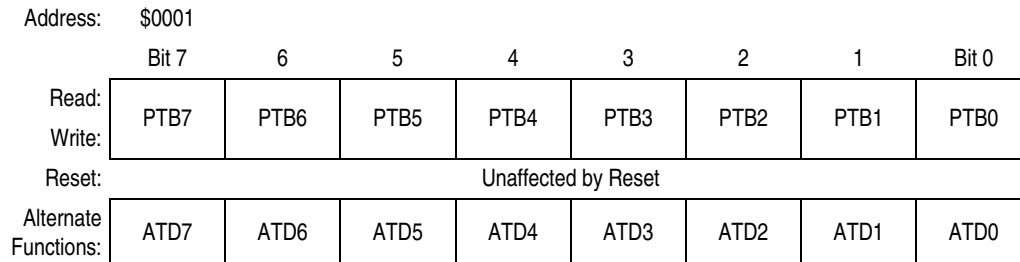 Address: $0001
Bit 7 6 5 4 3 2 1 Bit 0
Read:
Write:
PTB7 PTB6 PTB5 PTB4 PTB3 PTB2 PTB1 PTB0
Reset: Unaffected by Reset
Alternate
Functions:
ATD7 ATD6 ATD5 ATD4 ATD3 ATD2 ATD1 ATD0